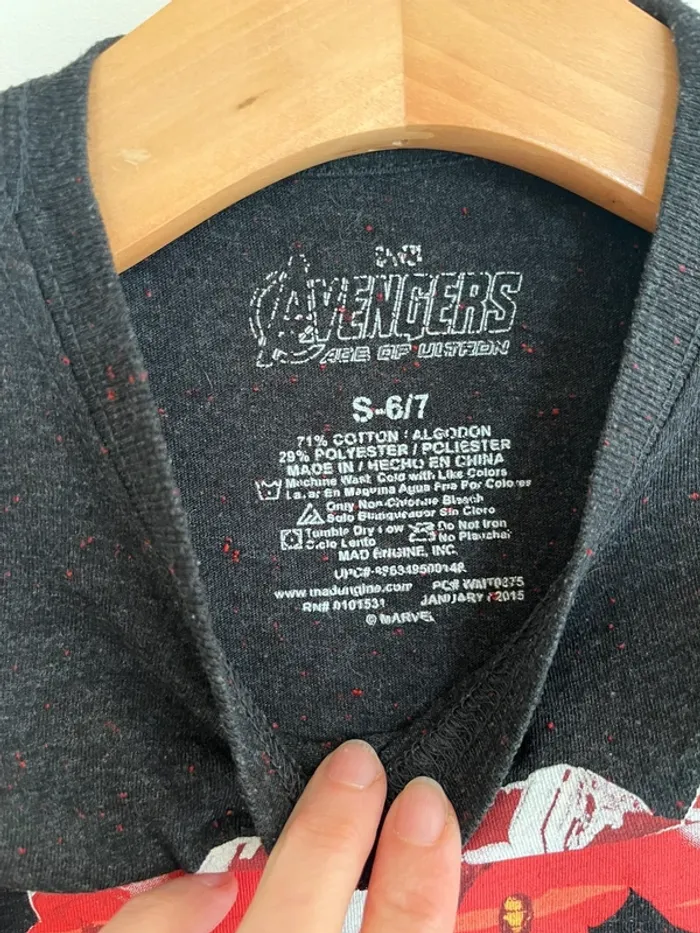 AVENGERS
AGE OF ULTRON
S-6/7
71% COTTON / ALGODON
29% POLYESTER / POLIESTER
MADE IN / HECHO EN CHINA
Machine Wash Cold with Like Colors
Lavar En Maquina Agua Fria Por Colores
Only Non-Chlorine Bleach
Solo Blanqueador Sin Cloro
Tumble Dry Low Do Not Iron
Ciclo Lento No Planchar
MAD ENGINE, INC.
UPC#
www.madengine.com PC# WMT0275
RN# 0101531 JANUARY / 2015
© MARVEL